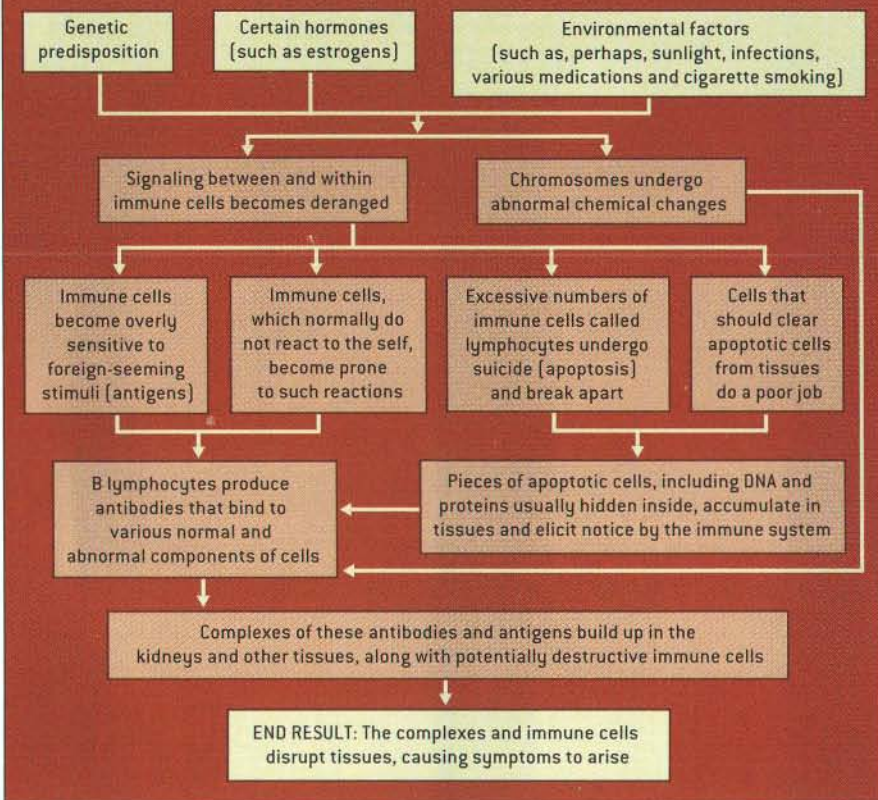 Genetic
predisposition
Certain hormones
(such as estrogens)
Environmental factors
(such as, perhaps, sunlight, infections,
various medications and cigarette smoking)
Signaling between and within
immune cells becomes deranged
Chromosomes undergo
abnormal chemical changes
Immune cells
become overly
sensitive to
foreign-seeming
stimuli (antigens)
Immune cells,
which normally do
not react to the self,
become prone
to such reactions
Excessive numbers of
immune cells called
lymphocytes undergo
suicide (apoptosis)
and break apart
Cells that
should clear
apoptotic cells
from tissues
do a poor job
B lymphocytes produce
antibodies that bind to
various normal and
abnormal components of cells
Pieces of apoptotic cells, including DNA and
proteins usually hidden inside, accumulate in
tissues and elicit notice by the immune system
Complexes of these antibodies and antigens build up in the
kidneys and other tissues, along with potentially destructive immune cells
END RESULT: The complexes and immune cells
disrupt tissues, causing symptoms to arise